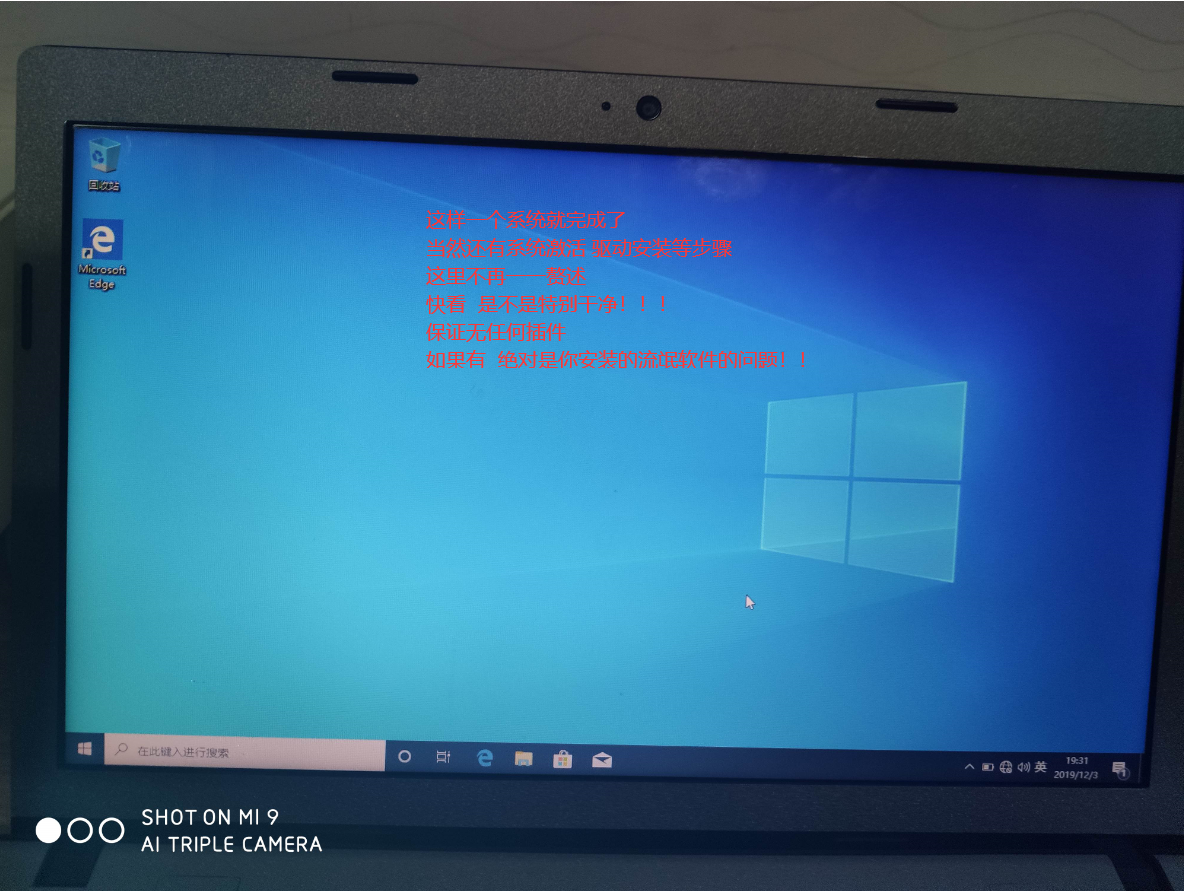 回收站
Microsoft
Edge
这样一个系统就完成了
当然还有系统激活 驱动安装等步骤
这里不再 赘述
快看 是不是特别干净！！！
保证无任何插件
如果有 绝对是你安装的流氓软件的问题！！
在此键入进行搜索
英
19:31
2019/12/3
1
SHOT ON MI 9
AI TRIPLE CAMERA